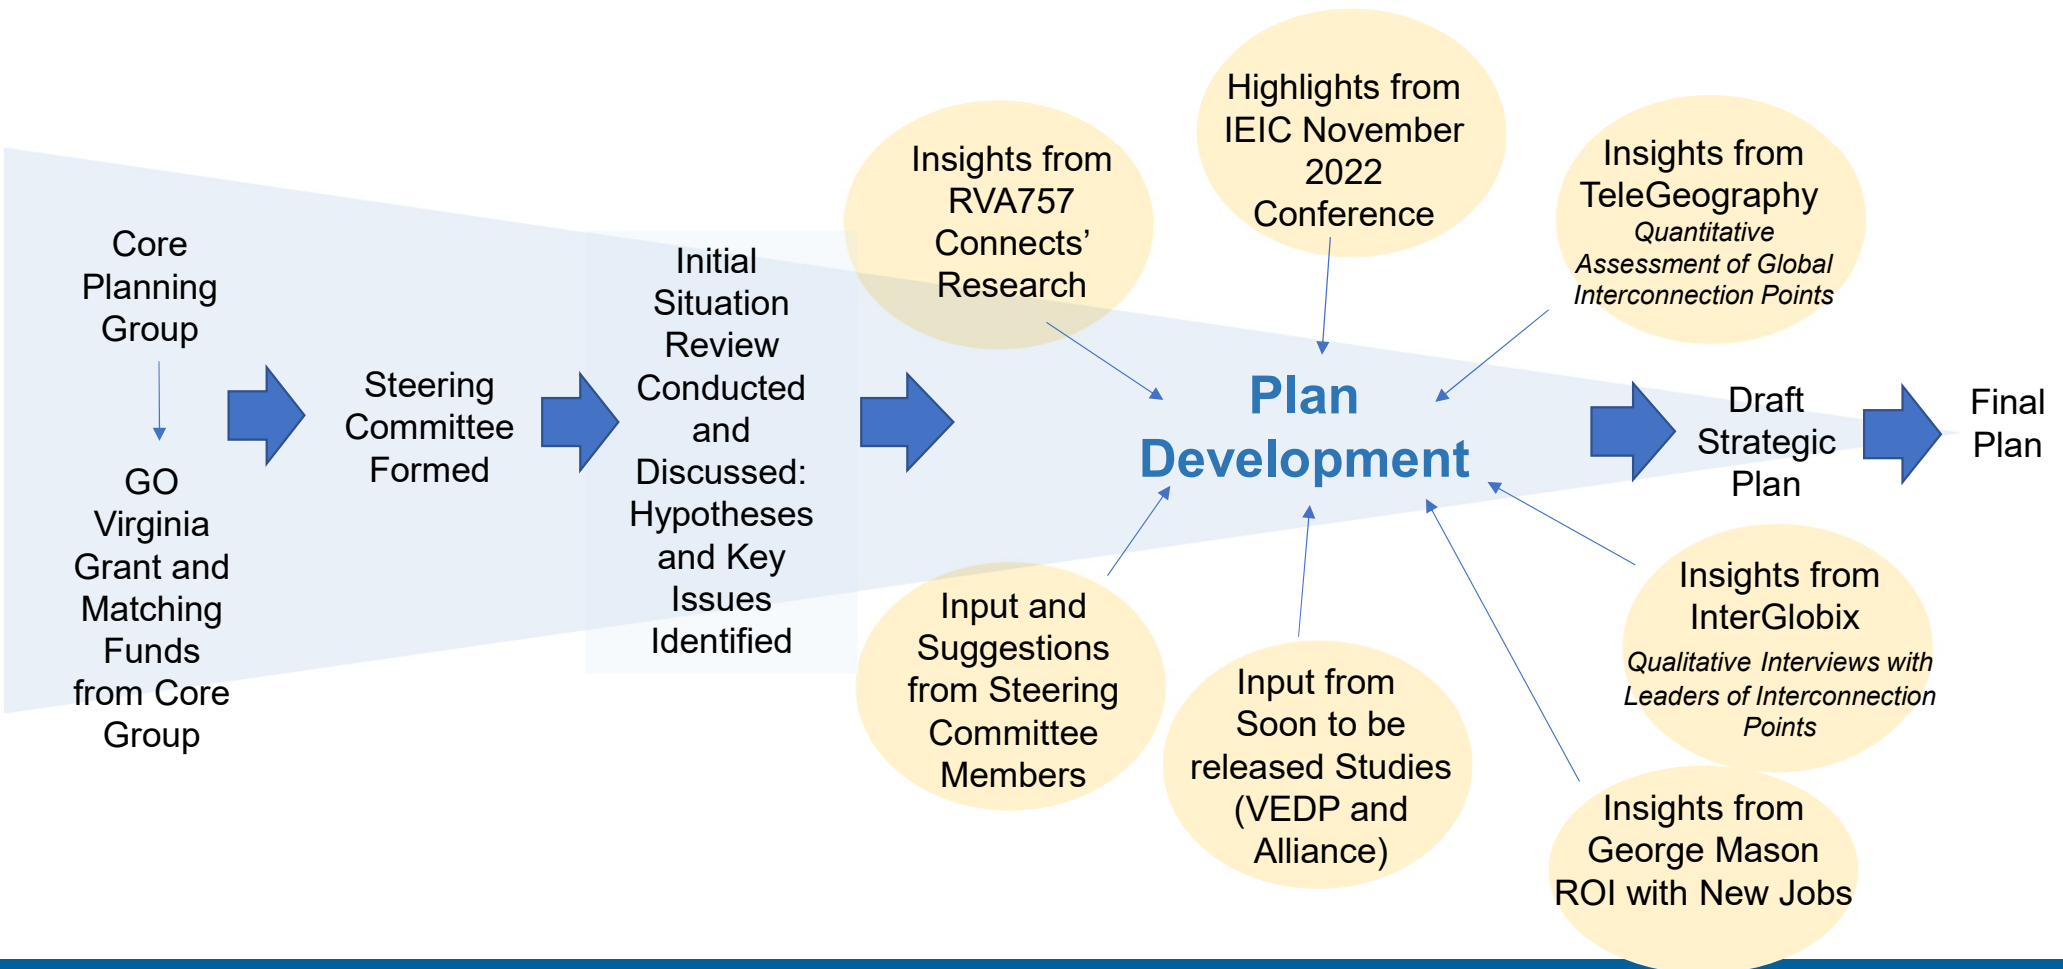 Core
Planning
Group
GO
Virginia
Grant and
Matching
Funds
from Core
Group
Steering
Committee
Formed
Initial
Situation
Review
Conducted
and
Discussed:
Hypotheses
and Key
Issues
Identified
Insights from
RVA757
Connects’
Research
Highlights from
IEIC November
2022
Conference
Insights from
TeleGeography
Quantitative
Assessment of Global
Interconnection Points
Plan
Development
Input and
Suggestions
from Steering
Committee
Members
Input from
Soon to be
released Studies
(VEDP and
Alliance)
Insights from
George Mason
ROI with New Jobs
Insights from
InterGlobix
Qualitative Interviews with
Leaders of Interconnection
Points
Draft
Strategic
Plan
Final
Plan